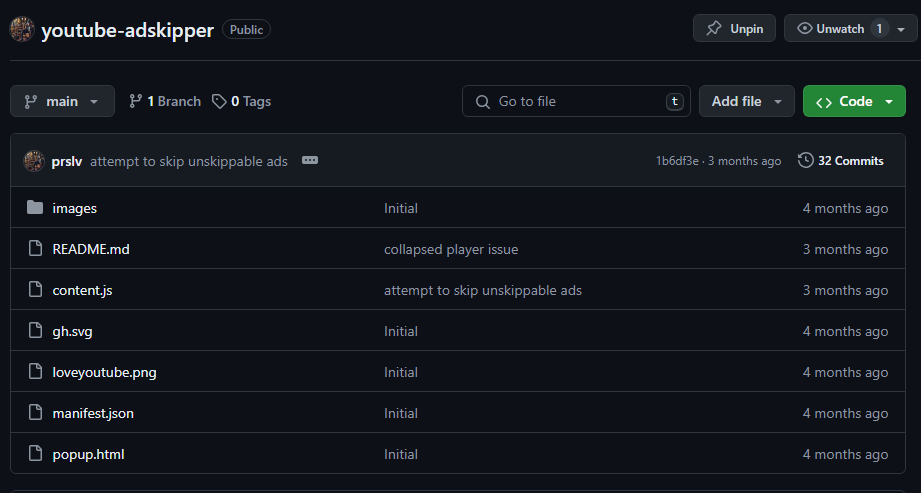 youtube-adskipper Public Unpin Unwatch 1
main 1 Branch 0 Tags Go to file t Add file Code
prslv attempt to skip unskippable ads 1b6df3e · 3 months ago 32 Commits
images Initial 4 months ago
README.md collapsed player issue 3 months ago
content.js attempt to skip unskippable ads 3 months ago
gh.svg Initial 4 months ago
loveyoutube.png Initial 4 months ago
manifest.json Initial 4 months ago
popup.html Initial 4 months ago